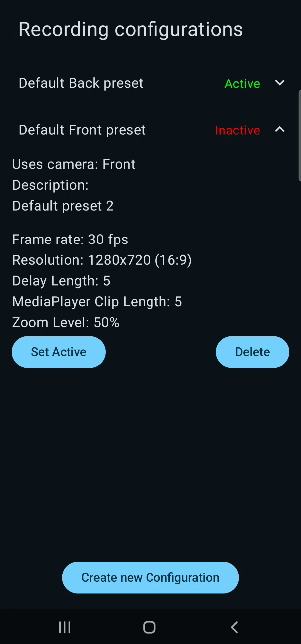 Recording configurations
Default Back preset Active
Default Front preset Inactive
Uses camera: Front
Description:
Default preset 2
Frame rate: 30 fps
Resolution: 1280x720 (16:9)
Delay Length: 5
MediaPlayer Clip Length: 5
Zoom Level: 50%
Set Active Delete
Create new Configuration